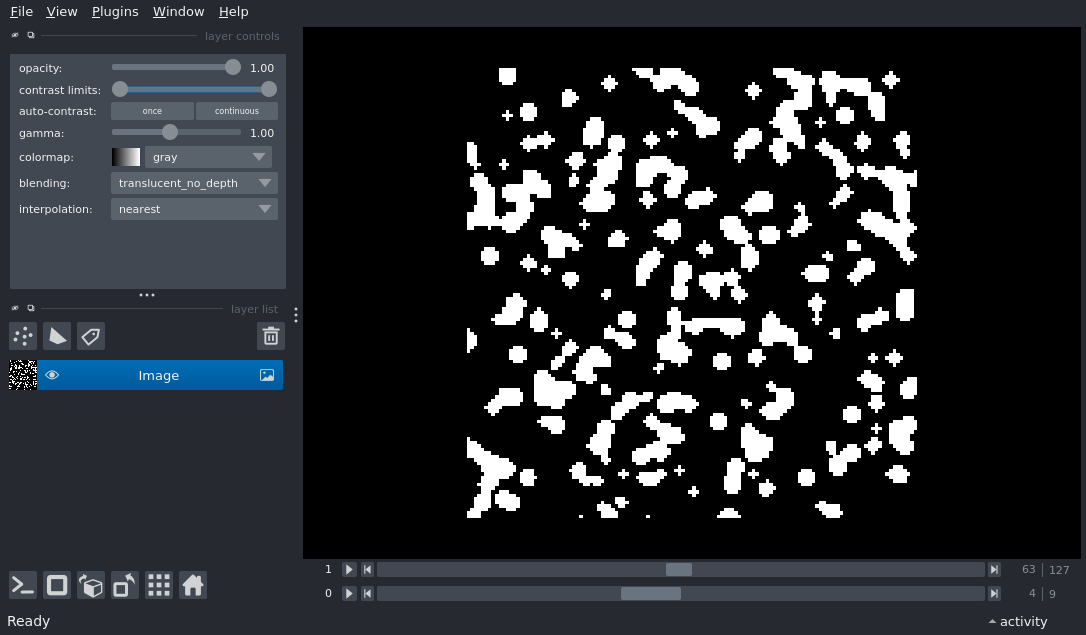 File View Plugins Window Help
layer controls
opacity: 1.00
contrast limits:
auto-contrast: once continuous
gamma: 1.00
colormap: gray
blending: translucent_no_depth
interpolation: nearest
layer list
Image
1 63 127
0 4 9
Ready activity